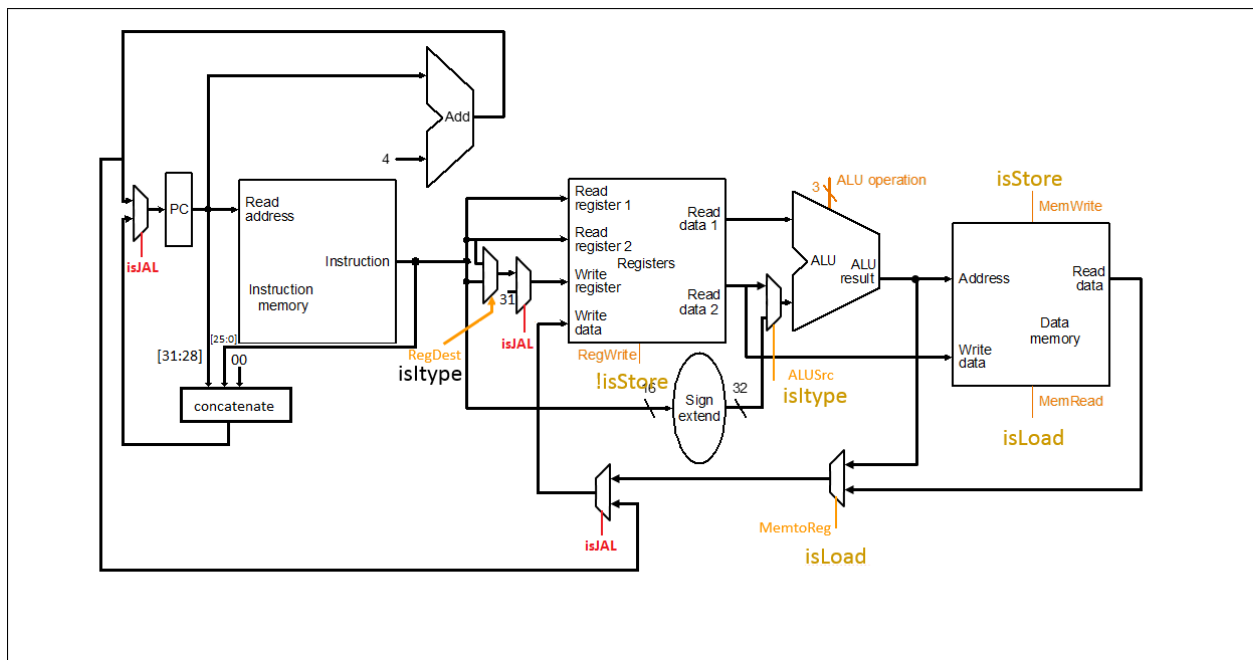 Add
4
PC
isJAL
Read
address
Instruction
Instruction
memory
[31:28]
[25:0]
00
concatenate
RegDest
isItype
31
isJAL
Read
register 1
Read
register 2
Write
register
Write
data
Registers
Read
data 1
Read
data 2
RegWrite
!isStore
16
Sign
extend
32
3
ALU operation
ALU
ALU
result
ALUSrc
isItype
isStore
MemWrite
Address
Read
data
Data
memory
Write
data
MemRead
isLoad
MemtoReg
isLoad
isJAL